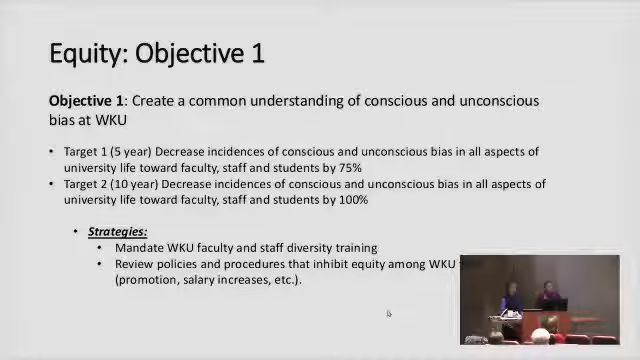 Equity: Objective 1
Objective 1: Create a common understanding of conscious and unconscious
bias at WKU
• Target 1 (5 year) Decrease incidences of conscious and unconscious bias in all aspects of
university life toward faculty, staff and students by 75%
• Target 2 (10 year) Decrease incidences of conscious and unconscious bias in all aspects of
university life toward faculty, staff and students by 100%
• Strategies:
• Mandate WKU faculty and staff diversity training
• Review policies and procedures that inhibit equity among WKU
(promotion, salary increases, etc.).